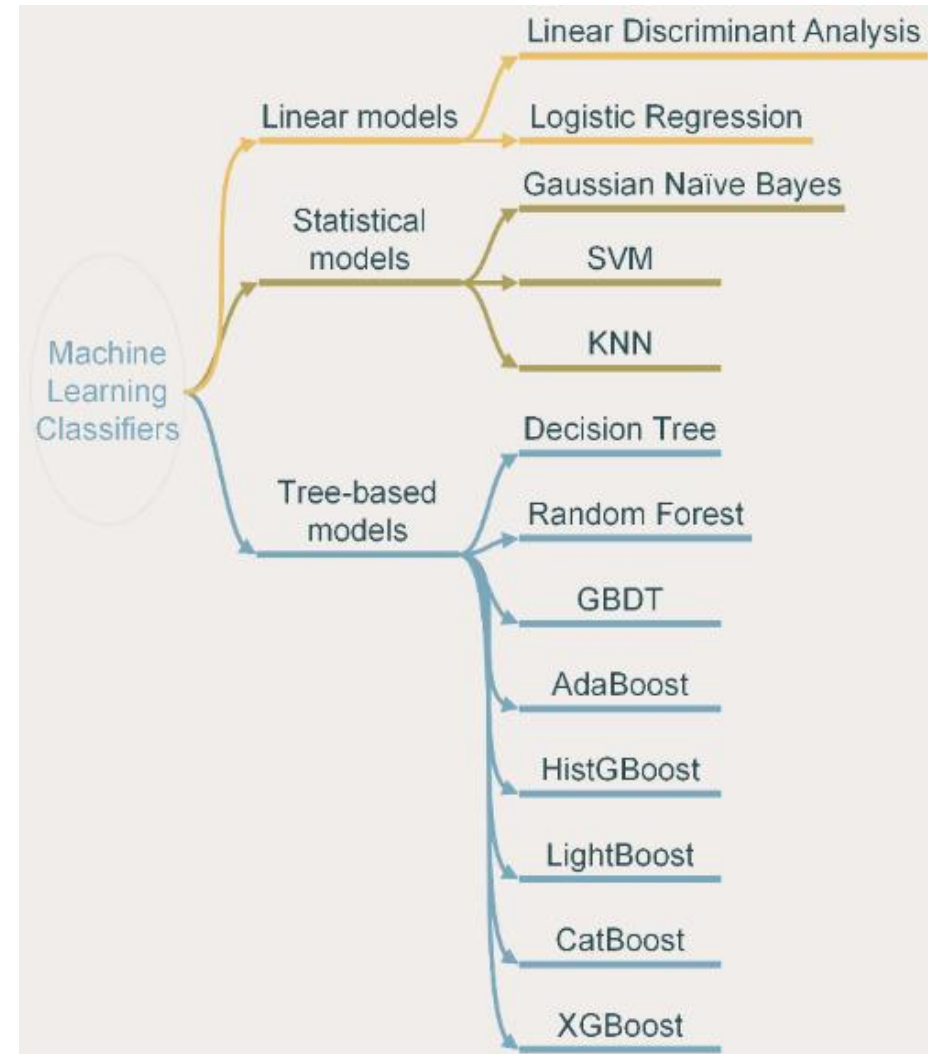 Machine
Learning
Classifiers
Linear models
Linear Discriminant Analysis
Logistic Regression
Statistical
models
Gaussian Naïve Bayes
SVM
KNN
Tree-based
models
Decision Tree
Random Forest
GBDT
AdaBoost
HistGBoost
LightBoost
CatBoost
XGBoost